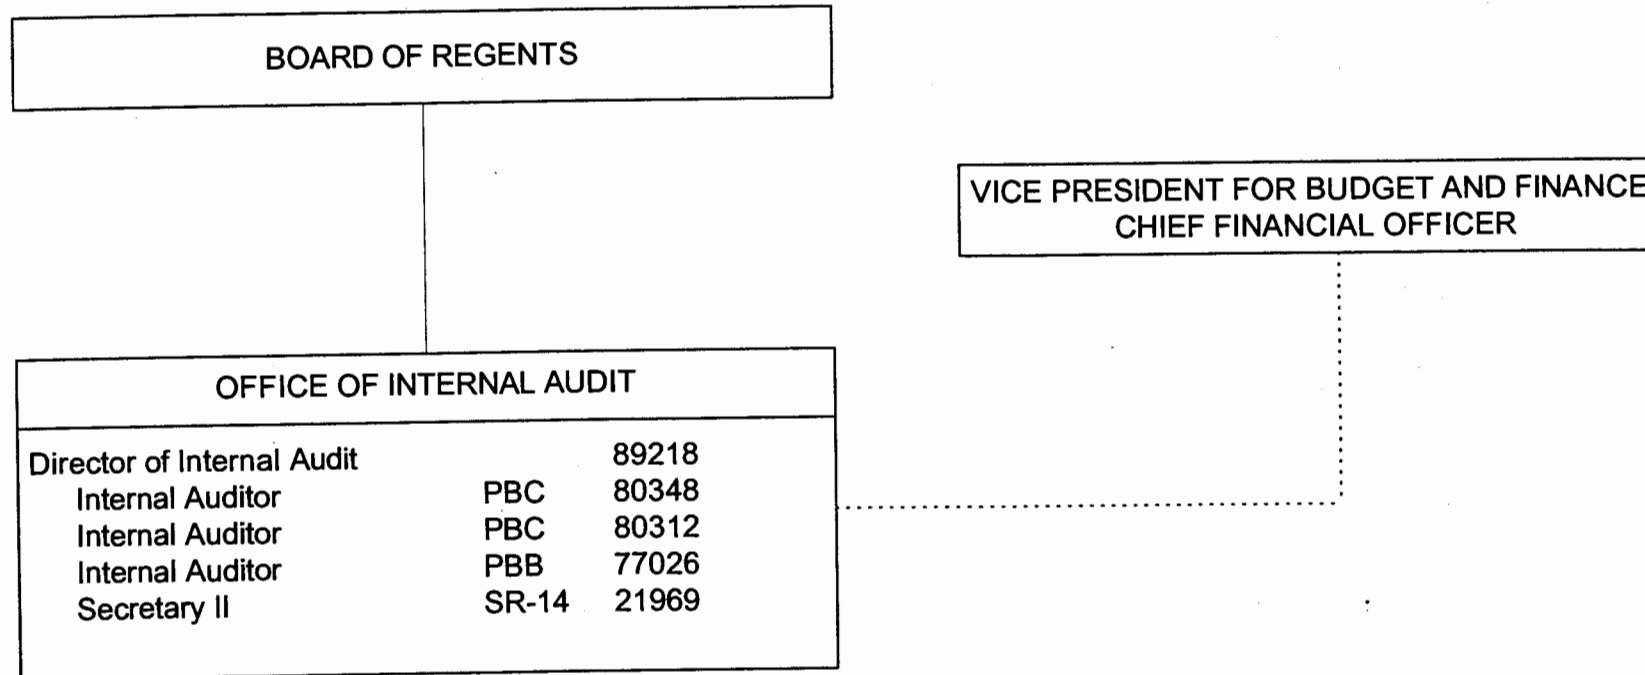 BOARD OF REGENTS
VICE PRESIDENT FOR BUDGET AND FINANCE
CHIEF FINANCIAL OFFICER
OFFICE OF INTERNAL AUDIT
Director of Internal Audit 89218
Internal Auditor PBC 80348
Internal Auditor PBC 80312
Internal Auditor PBB 77026
Secretary II SR-14 21969